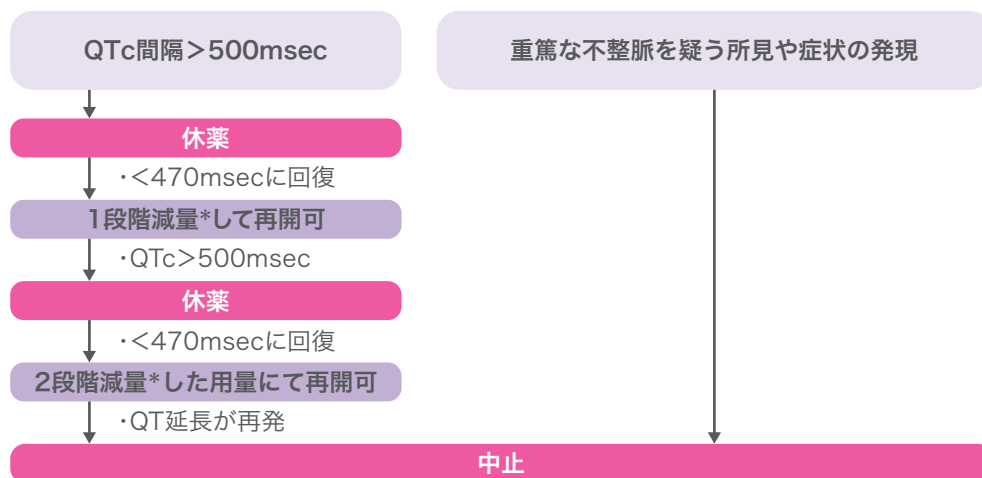 QTc間隔＞500msec
重篤な不整脈を疑う所見や症状の発現
休薬
・＜470msecに回復
1段階減量*して再開可
・QTc＞500msec
休薬
・＜470msecに回復
2段階減量*した用量にて再開可
・QT延長が再発
中止